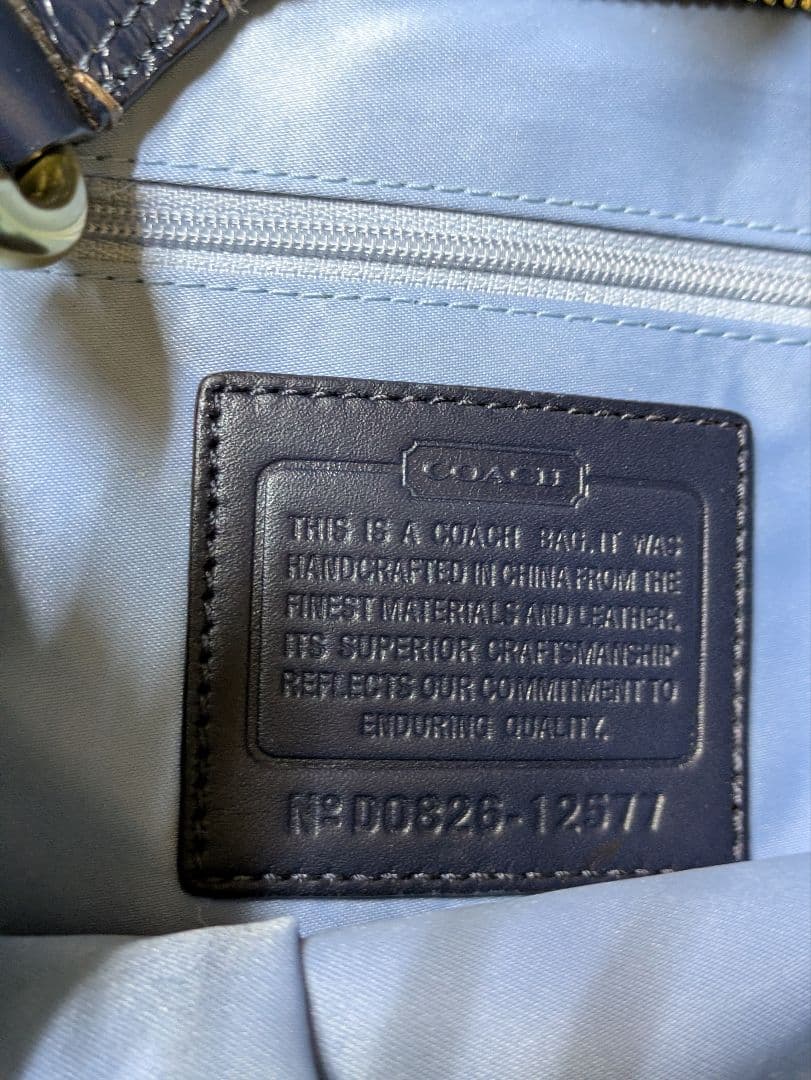 COACH
THIS IS A COACH BAG. IT WAS
HANDCRAFTED IN CHINA FROM THE
FINEST MATERIALS AND LEATHER.
ITS SUPERIOR CRAFTSMANSHIP
REFLECTS OUR COMMITMENT TO
ENDURING QUALITY.
Nº D0826-12577